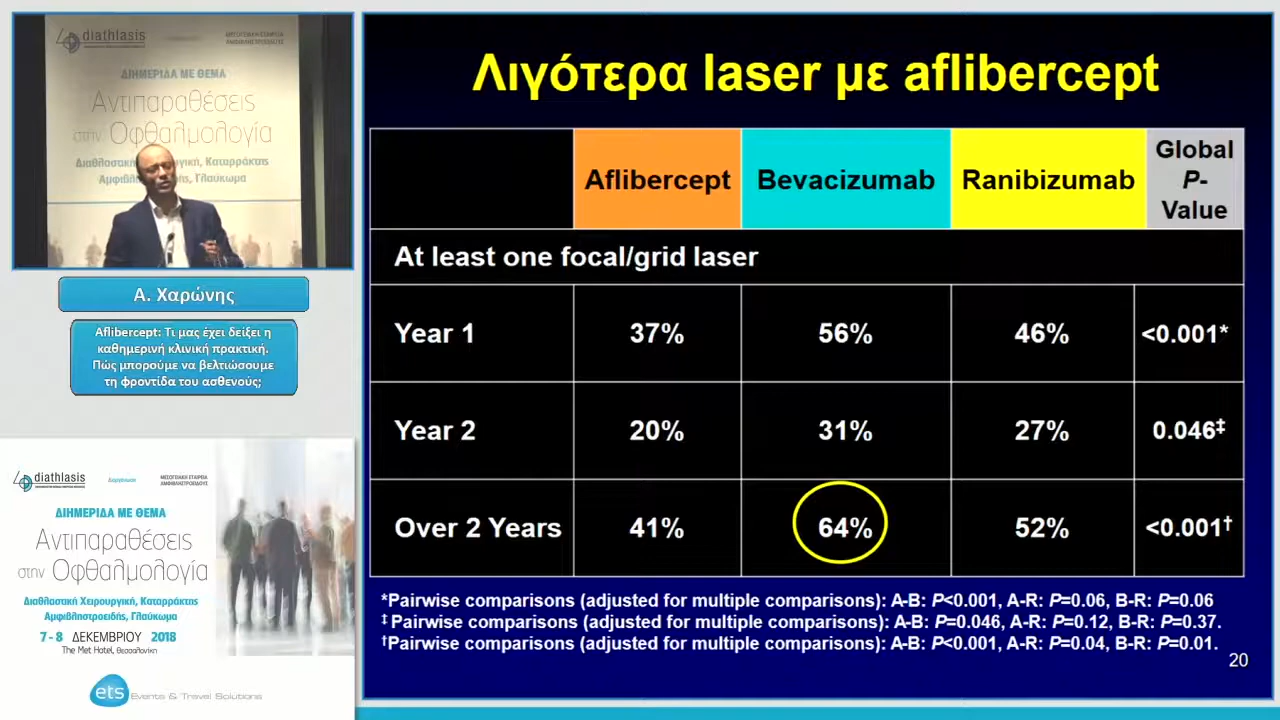 diathlasis
ΜΕΣΟΓΕΙΑΚΗ ΕΤΑΙΡΕΙΑ
ΑΜΦΙΒΛΗΣΤΡΟΕΙΔΟΥΣ
ΔΙΗΜΕΡΙΔΑ ΜΕ ΘΕΜΑ
Αντιπαραθέσεις
στην Οφθαλμολογία
Διαθλαστική Χειρουργική, Καταρράκτης
Αμφιβλ Γλαύκωμα
Α. Χαρώνης
Aflibercept: Τι μας έχει δείξει η
καθημερινή κλινική πρακτική.
Πώς μπορούμε να βελτιώσουμε
τη φροντίδα του ασθενούς;
diathlasis
Διοργάνωση:
ΜΕΣΟΓΕΙΑΚΗ ΕΤΑΙΡΕΙΑ
ΑΜΦΙΒΛΗΣΤΡΟΕΙΔΟΥΣ
ΔΙΗΜΕΡΙΔΑ ΜΕ ΘΕΜΑ
Αντιπαραθέσεις
στην Οφθαλμολογία
Διαθλαστική Χειρουργική, Καταρράκτης
Αμφιβληστροειδής, Γλαύκωμα
7-8 ΔΕΚΕΜΒΡΙΟΥ 2018
The Met Hotel, Θεσσαλονίκη
ets Events & Travel Solutions
Λιγότερα laser με aflibercept
Aflibercept Bevacizumab Ranibizumab Global P-Value
At least one focal/grid laser
Year 1 37% 56% 46% <0.001*
Year 2 20% 31% 27% 0.046‡
Over 2 Years 41% 64% 52% <0.001†
*Pairwise comparisons (adjusted for multiple comparisons): A-B: P<0.001, A-R: P=0.06, B-R: P=0.06
‡ Pairwise comparisons (adjusted for multiple comparisons): A-B: P=0.046, A-R: P=0.12, B-R: P=0.37.
†Pairwise comparisons (adjusted for multiple comparisons): A-B: P<0.001, A-R: P=0.04, B-R: P=0.01.
20